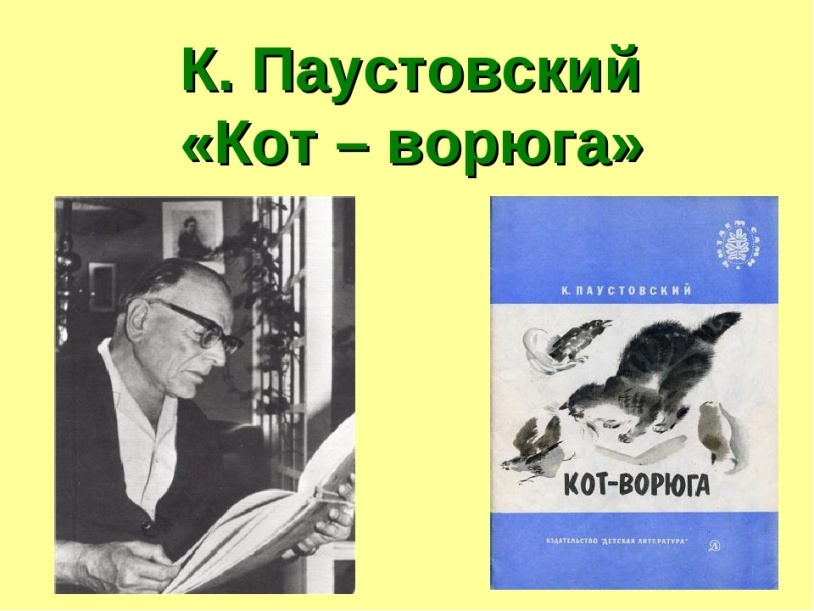 К. Паустовский
«Кот – ворюга»
К. ПАУСТОВСКИЙ
КОТ-ВОРЮГА
ИЗДАТЕЛЬСТВО "ДЕТСКАЯ ЛИТЕРАТУРА"